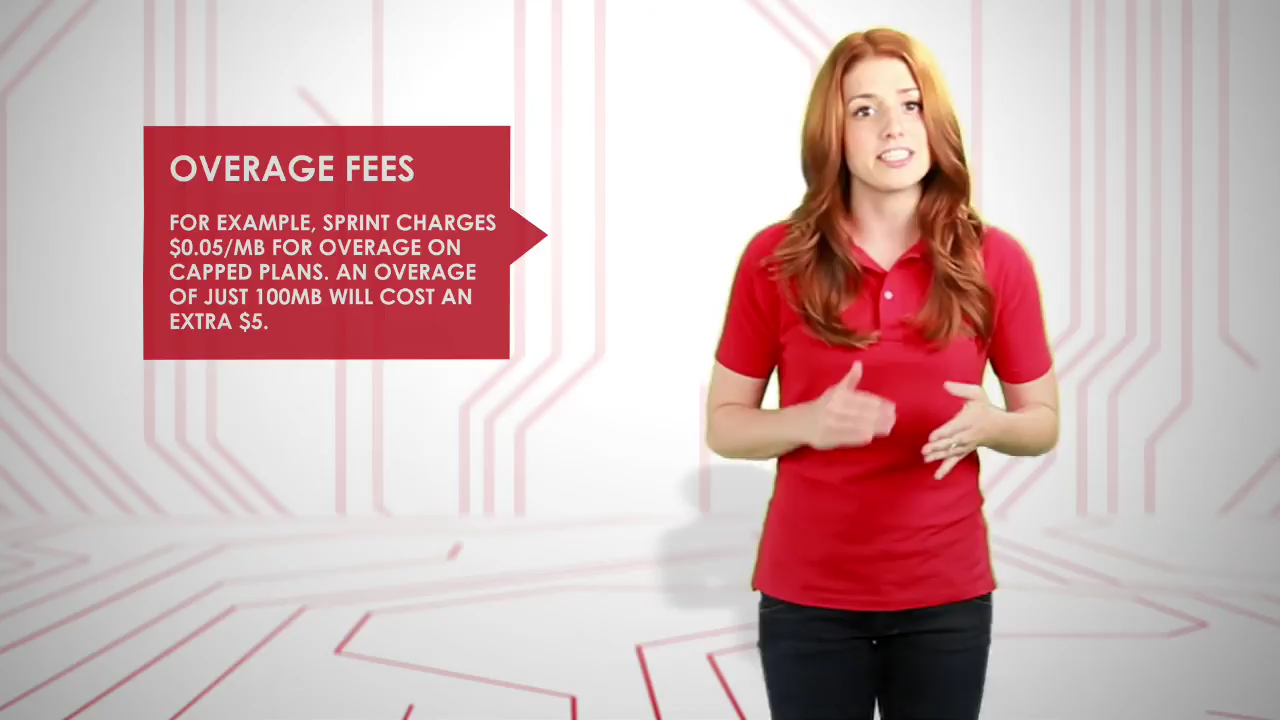 OVERAGE FEES
FOR EXAMPLE, SPRINT CHARGES
$0.05/MB FOR OVERAGE ON
CAPPED PLANS. AN OVERAGE
OF JUST 100MB WILL COST AN
EXTRA $5.